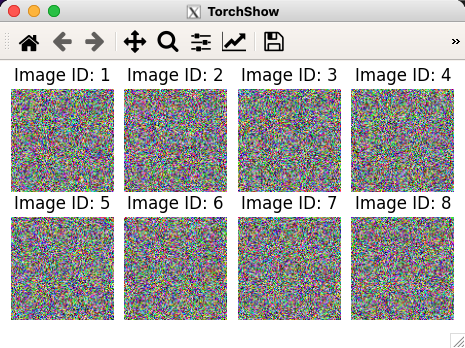 TorchShow
Image ID: 1
Image ID: 2
Image ID: 3
Image ID: 4
Image ID: 5
Image ID: 6
Image ID: 7
Image ID: 8